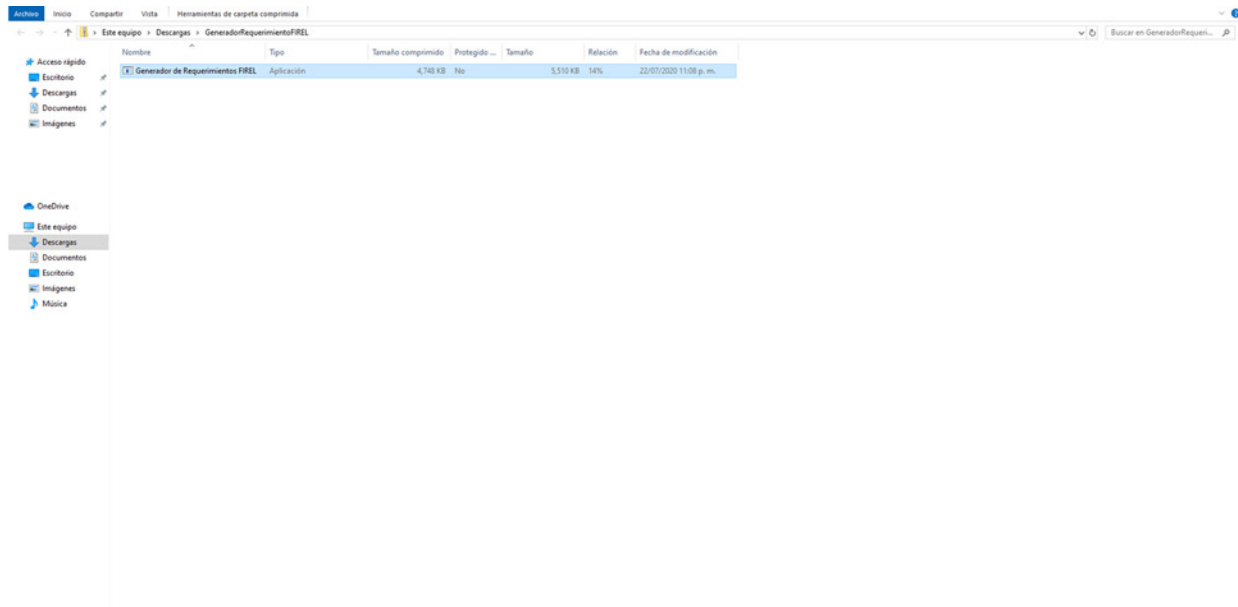 Archivo Inicio Compartir Vista Herramientas de carpeta comprimida
Este equipo > Descargas > GeneradorRequerimientoFIREL Buscar en GeneradorRequeri...
Nombre Tipo Tamaño comprimido Protegido ... Tamaño Relación Fecha de modificación
Generador de Requerimientos FIREL Aplicación 4,748 KB No 5,510 KB 14% 22/07/2020 11:08 p. m.
Acceso rápido
Escritorio
Descargas
Documentos
Imágenes
OneDrive
Este equipo
Descargas
Documentos
Escritorio
Imágenes
Música